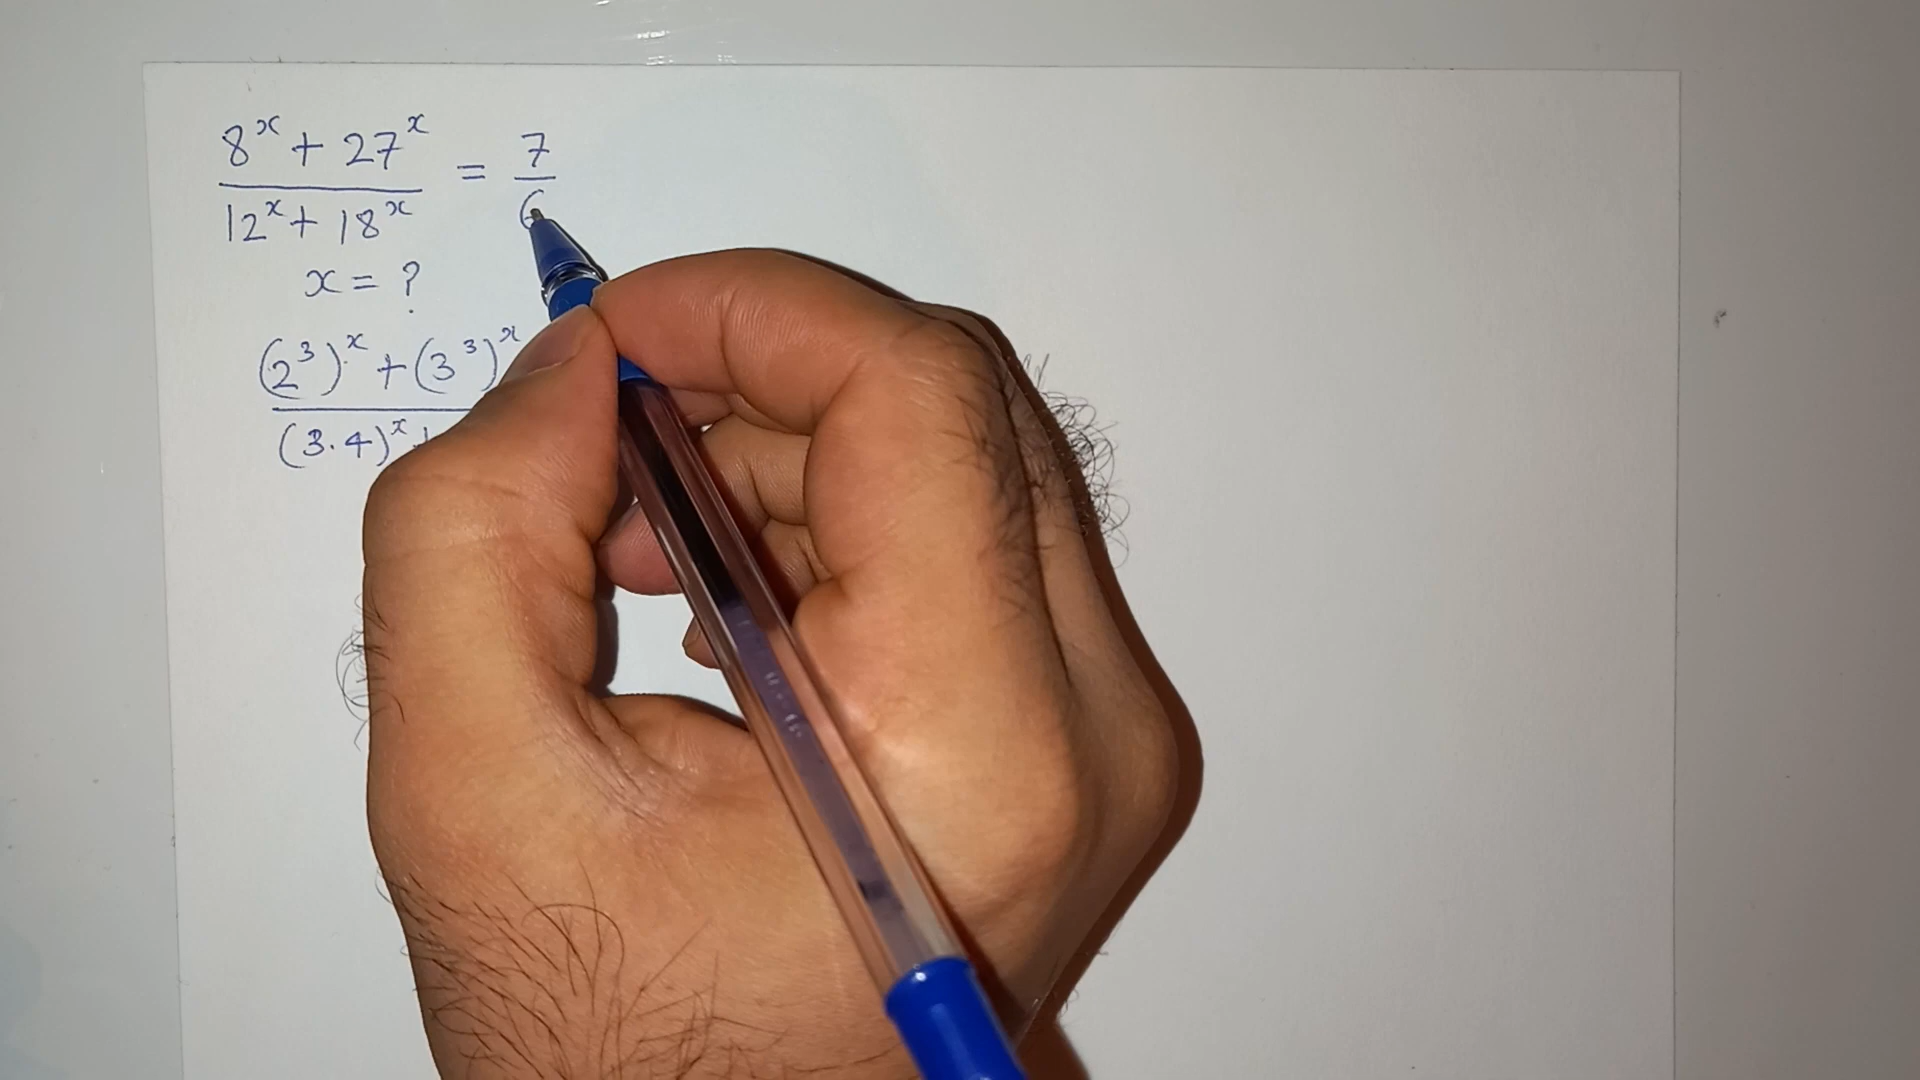 8^x + 27^x / 12^x + 18^x = 7/6
x = ?
(2^3)^x + (3^3)^x / (3·4)^x +